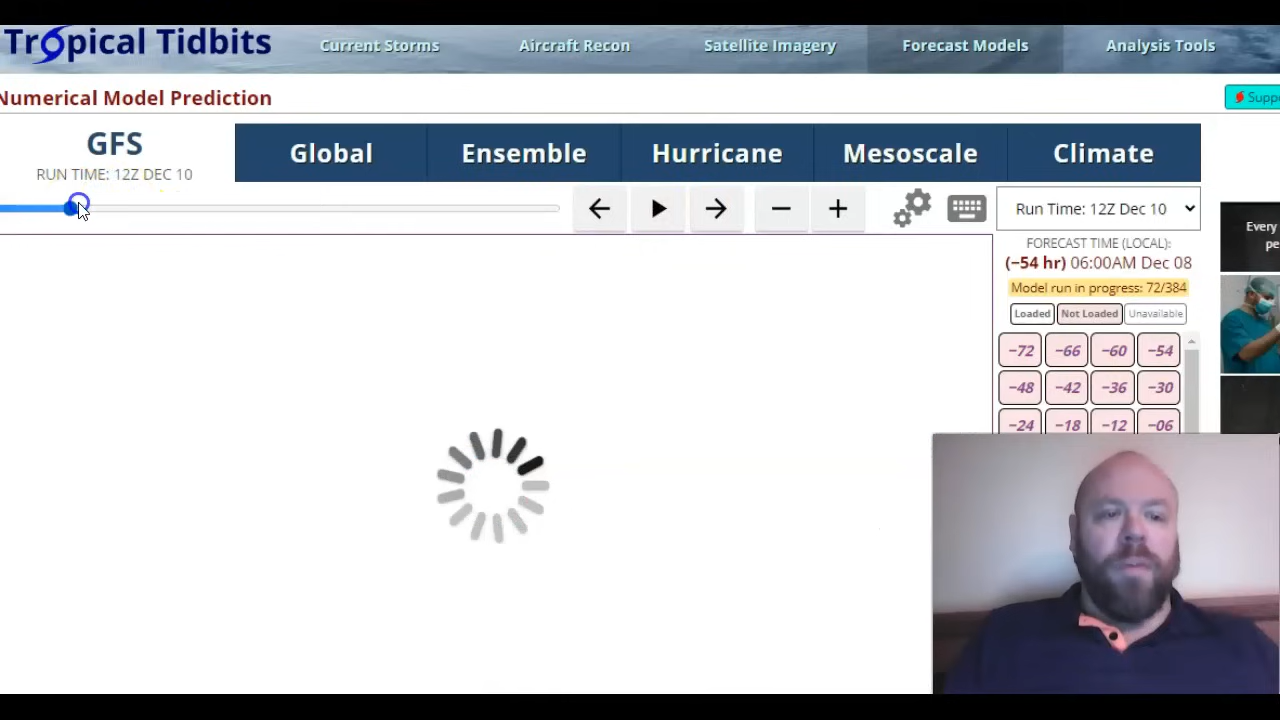 Tropical Tidbits
Current Storms
Aircraft Recon
Satellite Imagery
Forecast Models
Analysis Tools
Numerical Model Prediction
Supp
GFS
RUN TIME: 12Z DEC 10
Global
Ensemble
Hurricane
Mesoscale
Climate
Run Time: 12Z Dec 10
FORECAST TIME (LOCAL):
(−54 hr) 06:00AM Dec 08
Model run in progress: 72/384
Loaded
Not Loaded
Unavailable
−72 −66 −60 −54
−48 −42 −36 −30
−24 −18 −12 −06
Every
pe